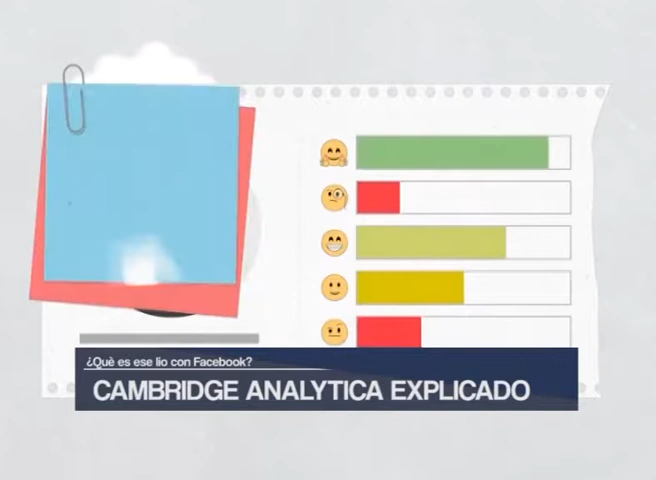 ¿Què es ese lio con Facebook?
CAMBRIDGE ANALYTICA EXPLICADO